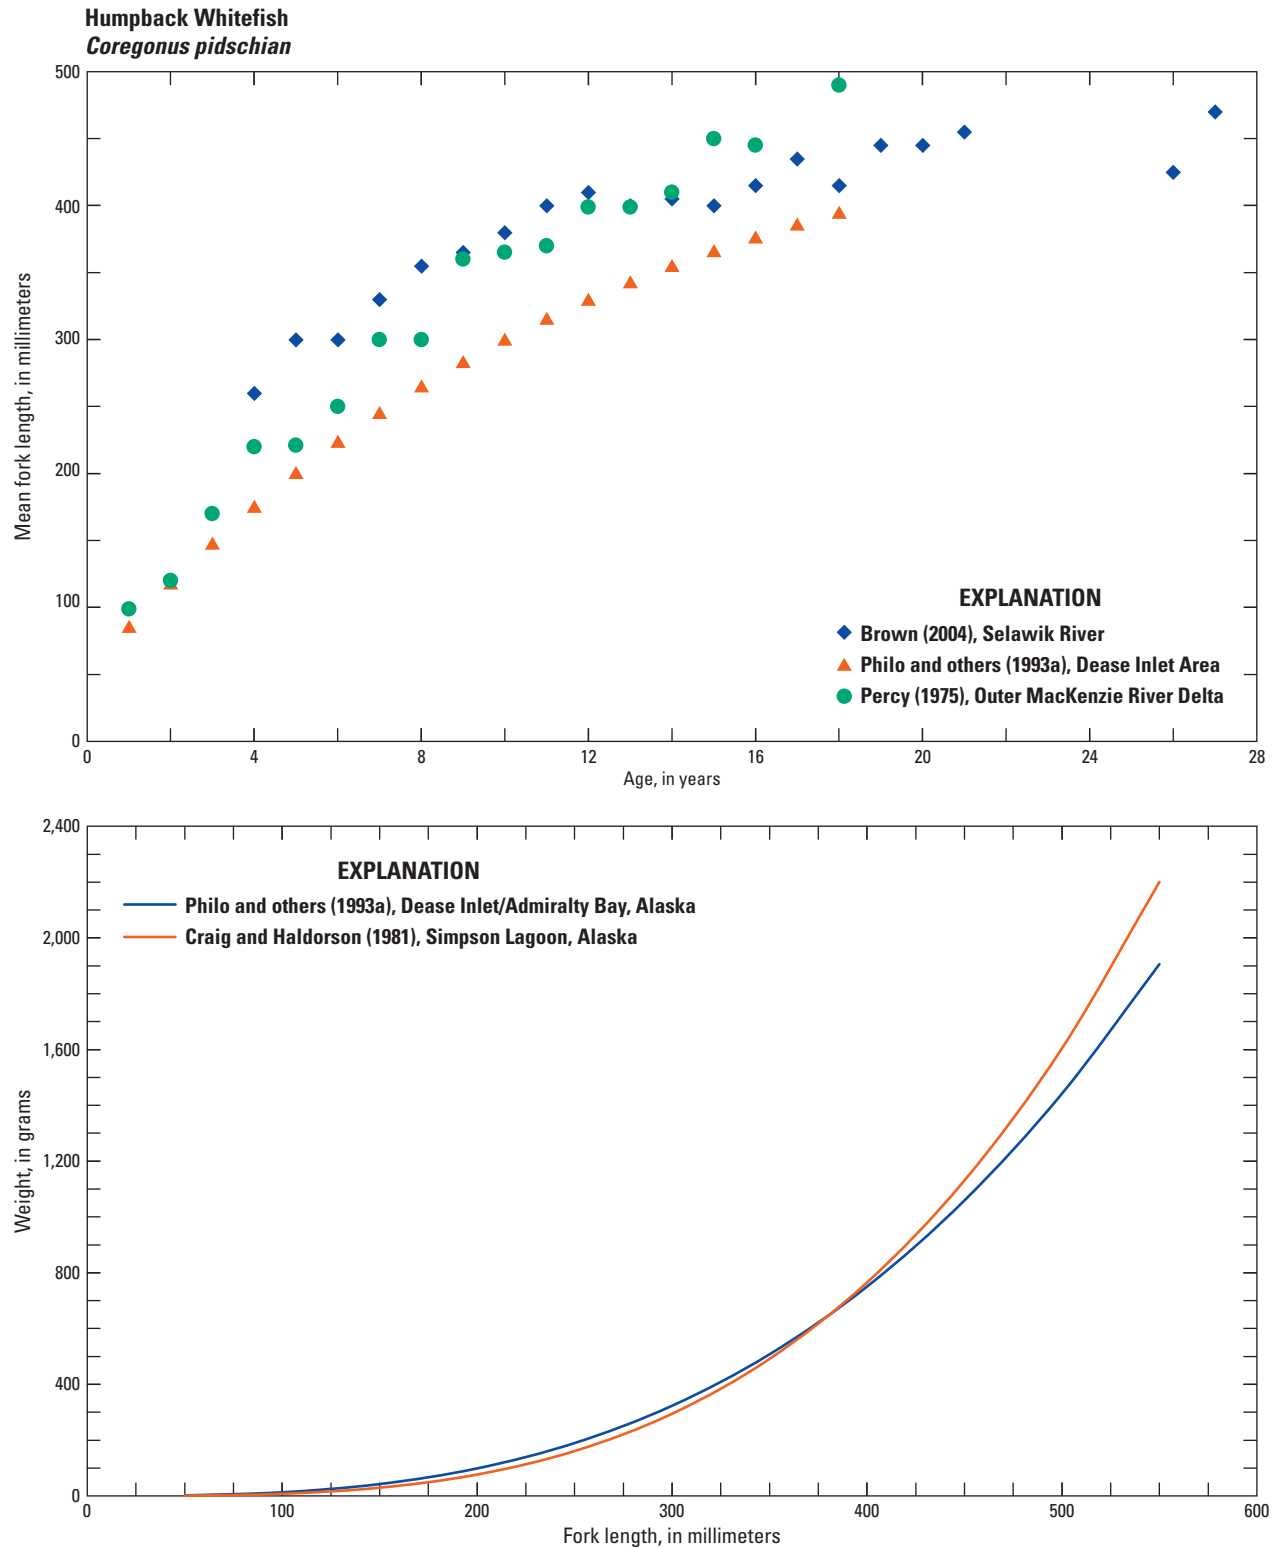 Humpback Whitefish
Coregonus pidschian
500
400
300
200
100
0
Mean fork length, in millimeters
EXPLANATION
Brown (2004), Selawik River
Philo and others (1993a), Dease Inlet Area
Percy (1975), Outer MacKenzie River Delta
0 4 8 12 16 20 24 28
Age, in years
2,400
2,000
1,600
1,200
800
400
0
Weight, in grams
EXPLANATION
Philo and others (1993a), Dease Inlet/Admiralty Bay, Alaska
Craig and Haldorson (1981), Simpson Lagoon, Alaska
0 100 200 300 400 500 600
Fork length, in millimeters